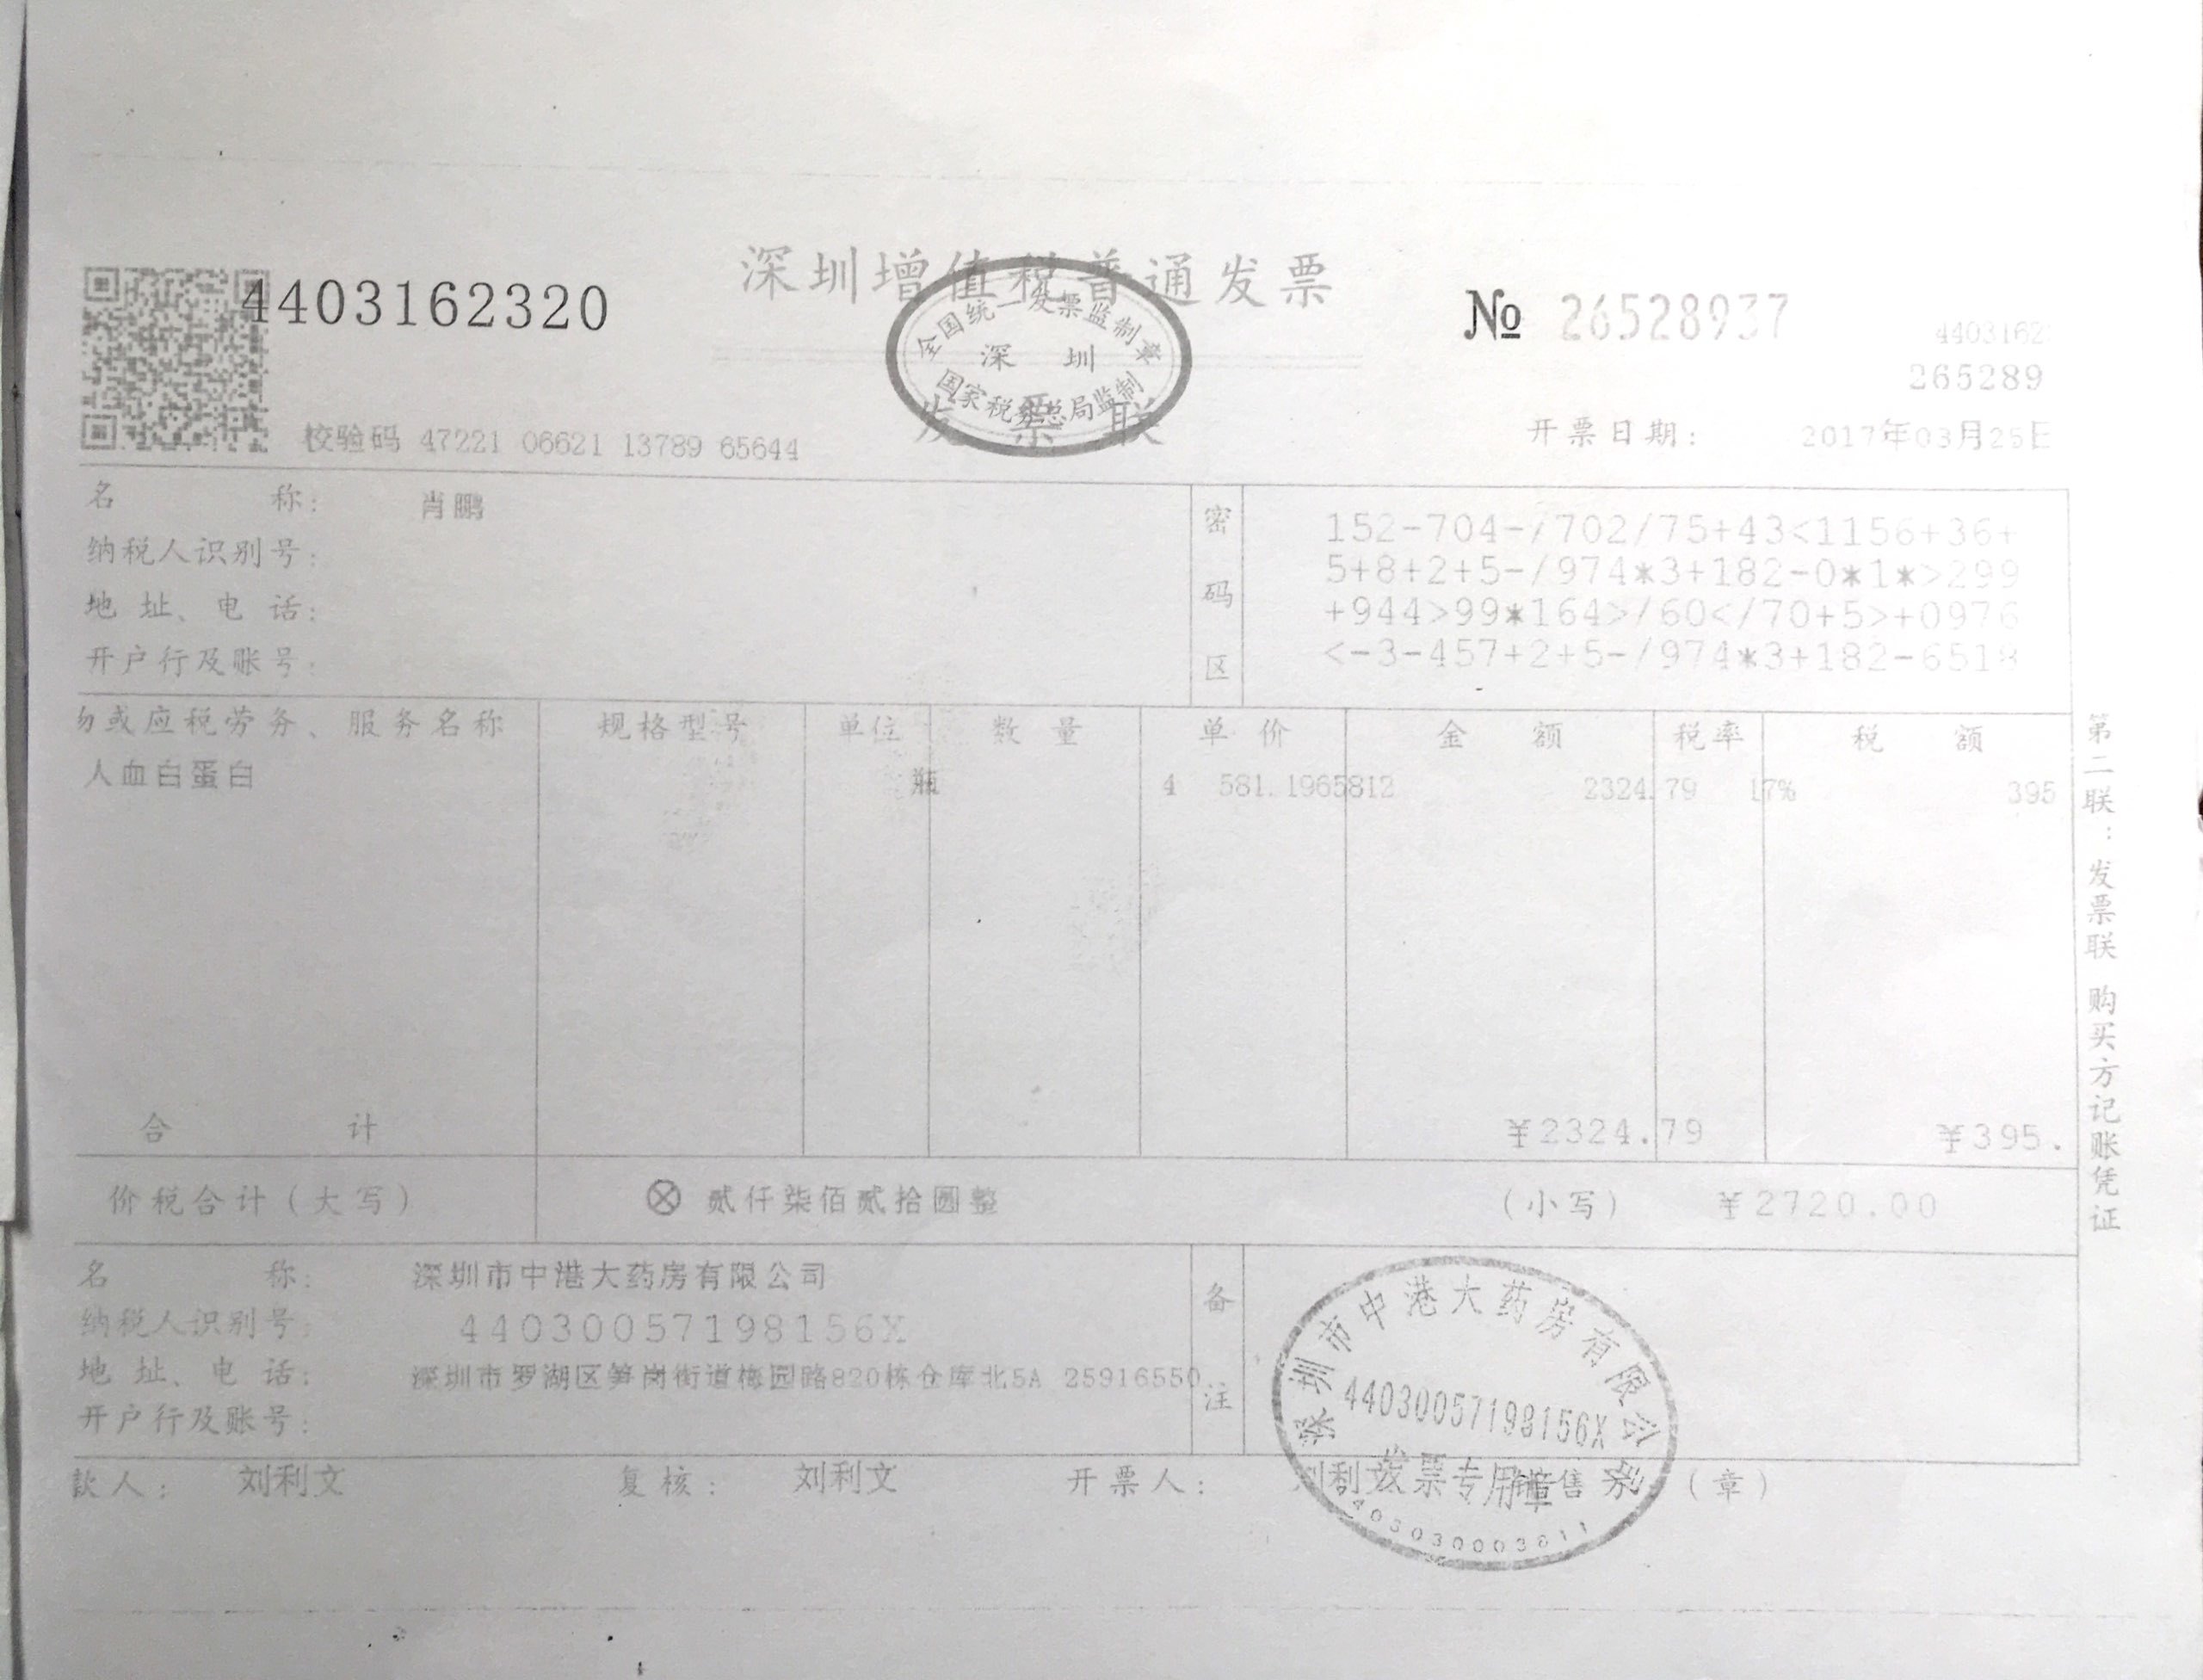 深圳增值税普通发票
4403162320
№ 26528937
4403162
265289
全国统一发票监制章
深 圳
国家税务总局监制
发 票 联
校验码 47221 06621 13789 65644
开票日期: 2017年03月25日
名 称: 肖鹏
纳税人识别号:
地 址、电 话:
开户行及账号:
密码区
152-704-/702/75+43<1156+36+
5+8+2+5-/974*3+182-0*1*>299
+944>99*164>/60</70+5>+0976
<-3-457+2+5-/974*3+182-6518
或应税劳务、服务名称 规格型号 单位 数 量 单 价 金 额 税率 税 额
人血白蛋白 瓶 4 581.1965812 2324.79 17% 395
合 计 ¥2324.79 ¥395.
价税合计(大写) ⊗ 贰仟柒佰贰拾圆整 (小写) ¥2720.00
名 称: 深圳市中港大药房有限公司
纳税人识别号: 44030057198156X
地 址、电 话: 深圳市罗湖区笋岗街道梅园路820栋仓库北5A 25916550
开户行及账号:
备注
深圳市中港大药房有限公司
44030057198156X
发票专用章
款人: 刘利文 复核: 刘利文 开票人: 刘利文 销售 (章)
第二联:发票联 购买方记账凭证